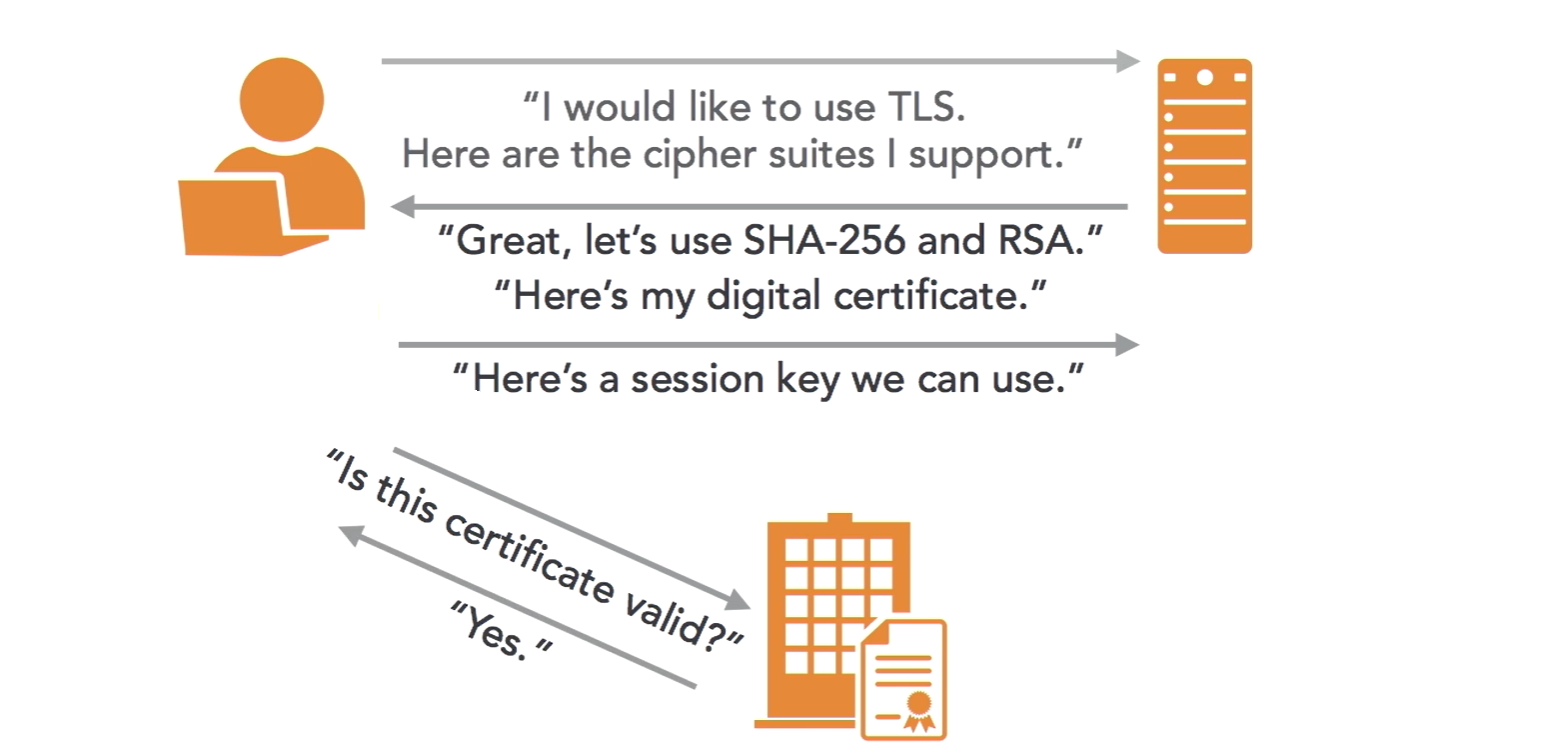 “I would like to use TLS.
Here are the cipher suites I support.”
“Great, let’s use SHA-256 and RSA.”
“Here’s my digital certificate.”
“Here’s a session key we can use.”
“Is this certificate valid?”
“Yes.”